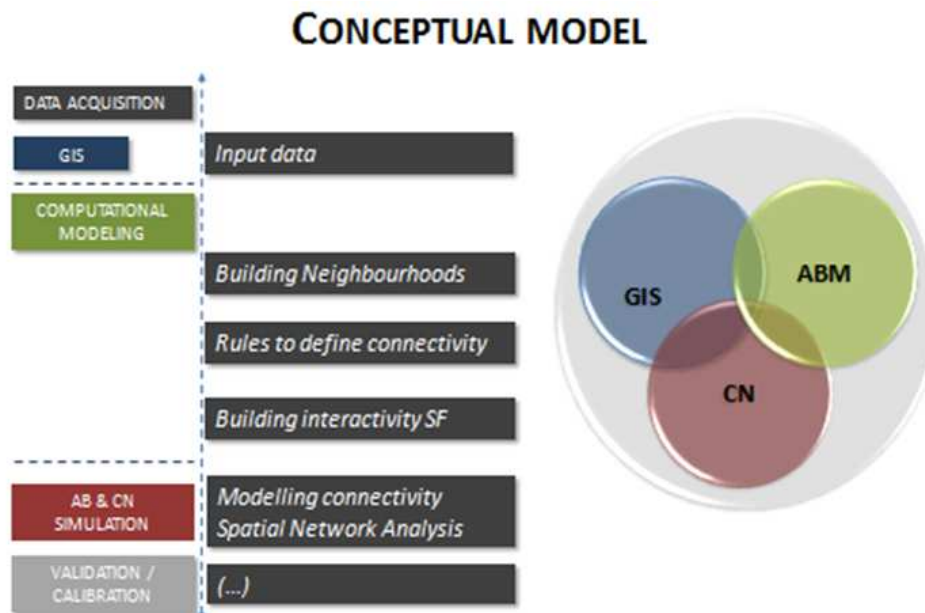 CONCEPTUAL MODEL
DATA ACQUISITION
GIS
Input data
COMPUTATIONAL
MODELING
Building Neighbourhoods
Rules to define connectivity
Building interactivity SF
AB & CN
SIMULATION
Modelling connectivity
Spatial Network Analysis
VALIDATION /
CALIBRATION
(...)
GIS
ABM
CN